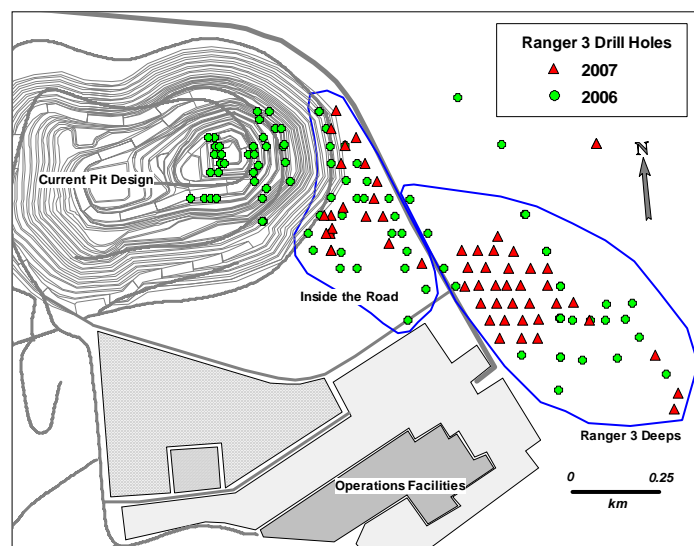 Ranger 3 Drill Holes
2007
2006
N
Current Pit Design
Inside the Road
Ranger 3 Deeps
Operations Facilities
0
0.25
km